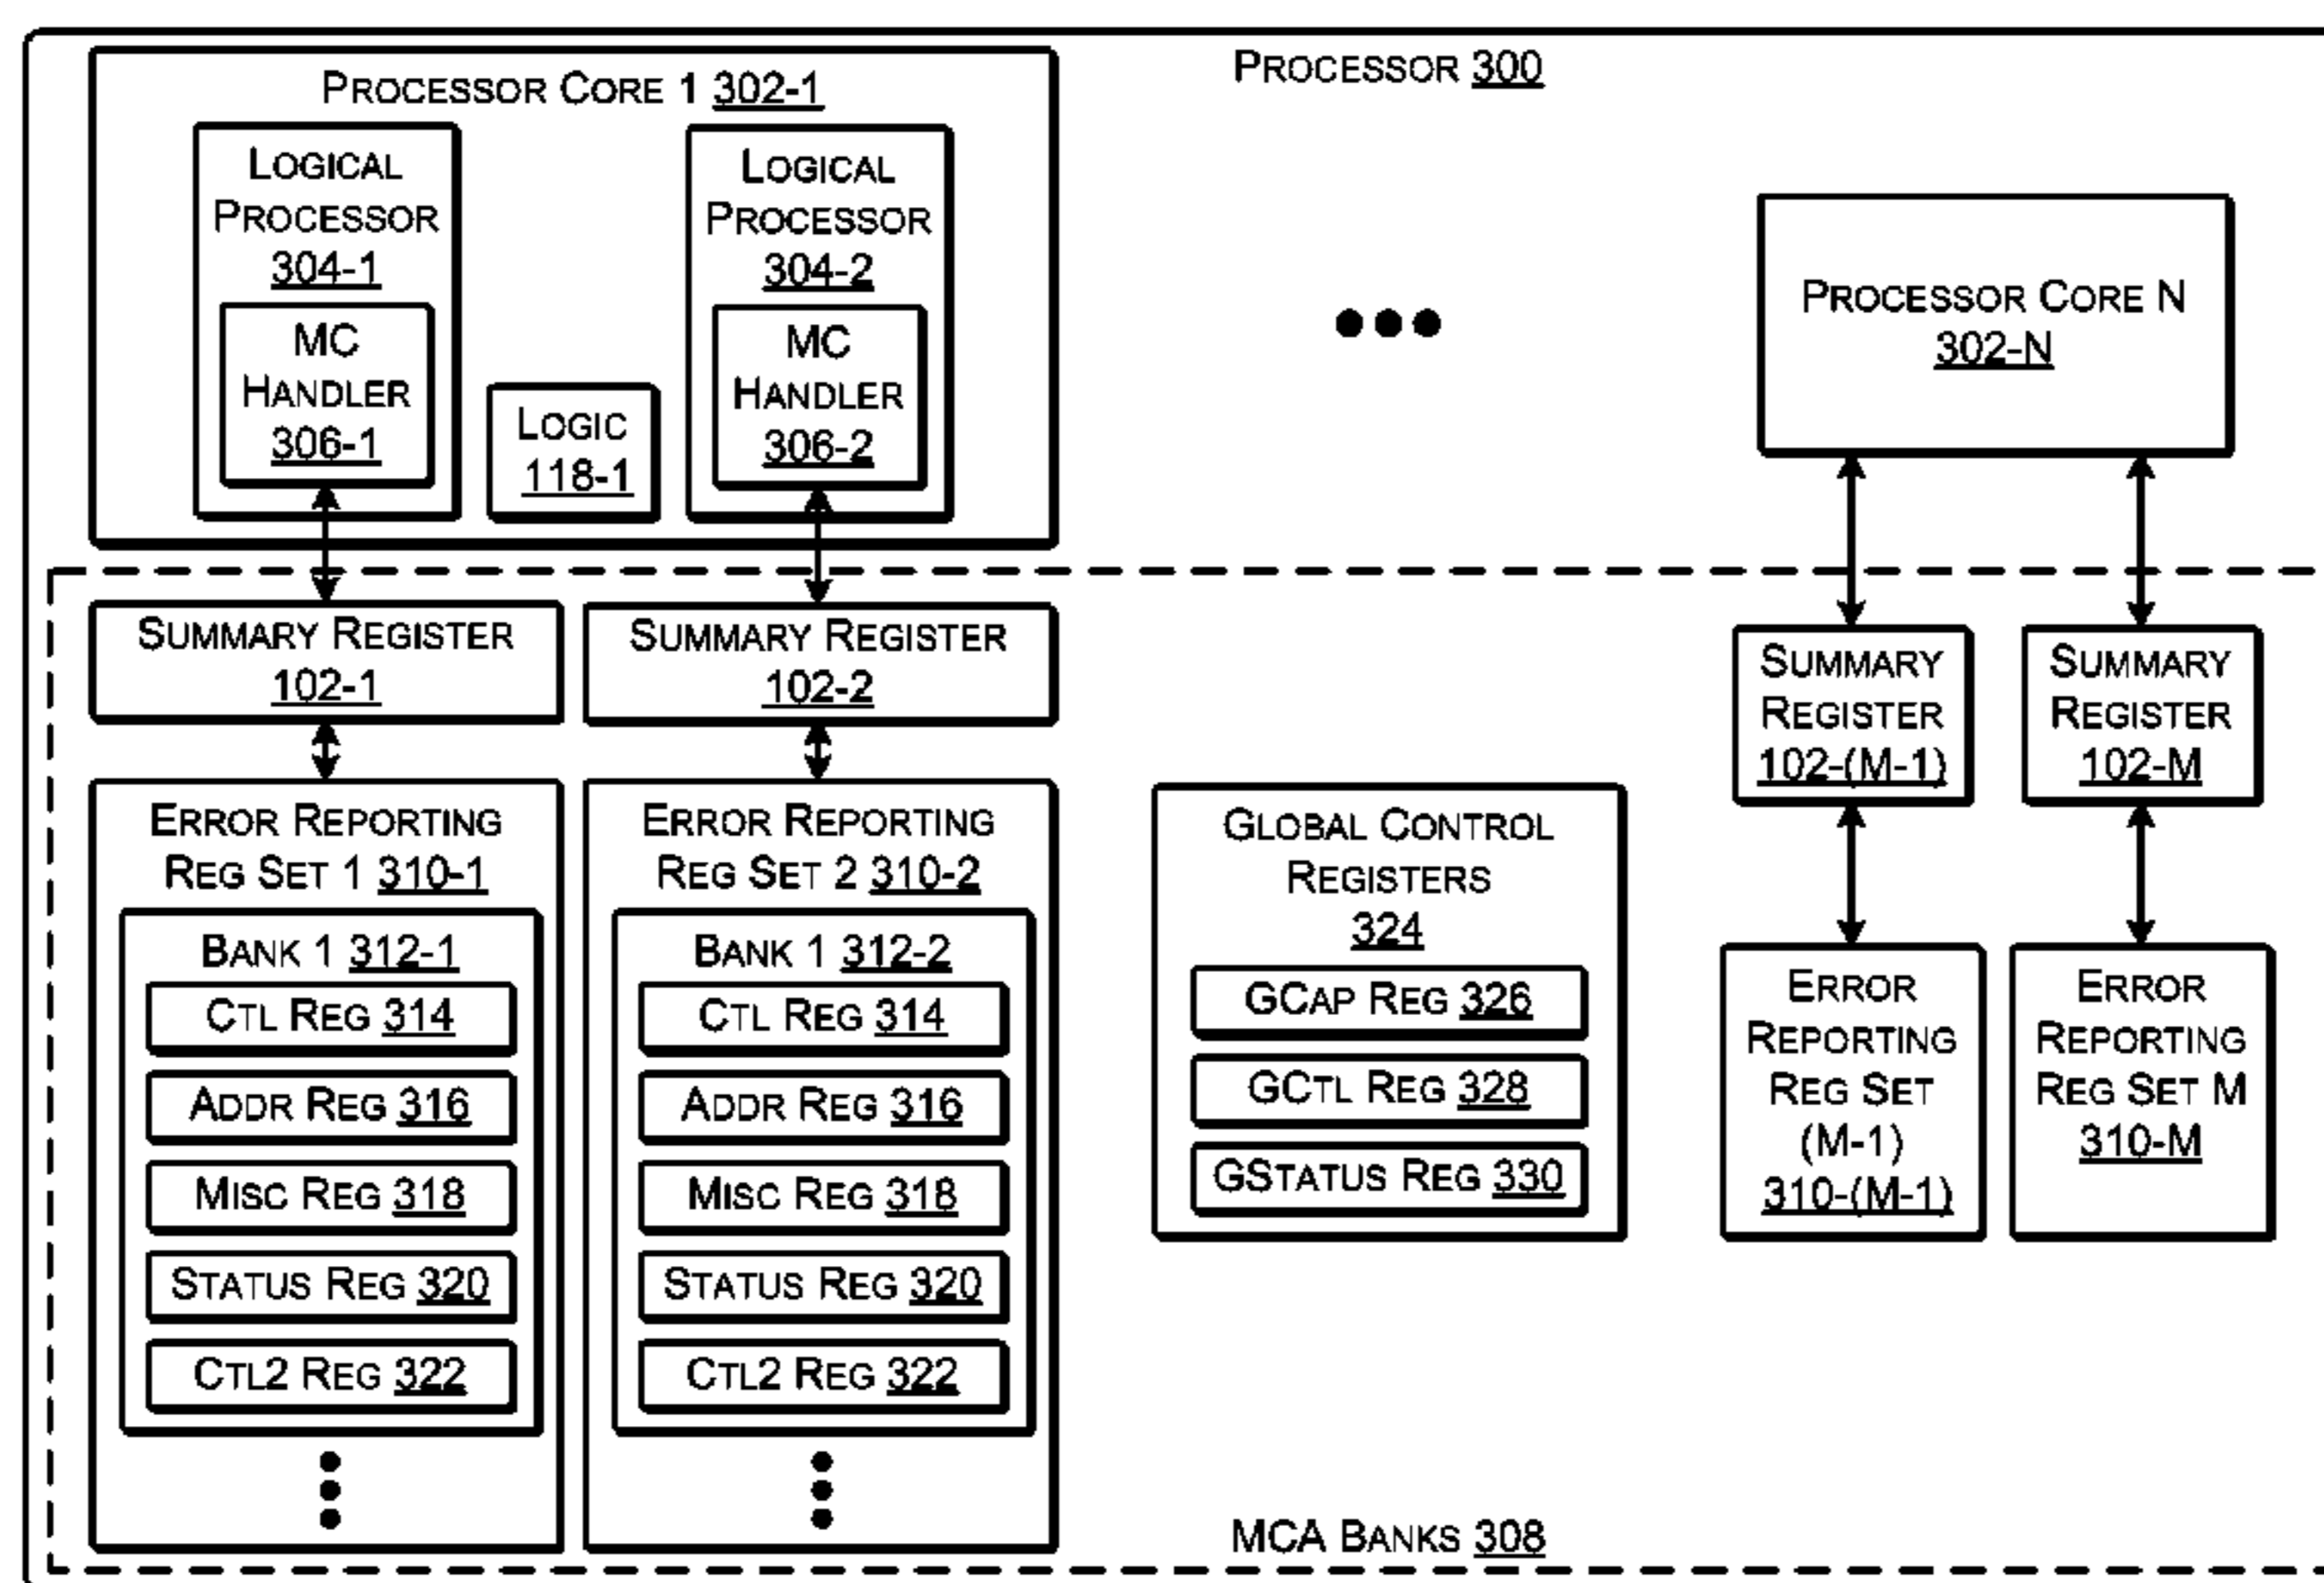 PROCESSOR 300
PROCESSOR CORE 1 302-1
LOGICAL
PROCESSOR
304-1
MC
HANDLER
306-1
LOGIC
118-1
LOGICAL
PROCESSOR
304-2
MC
HANDLER
306-2
PROCESSOR CORE N
302-N
SUMMARY REGISTER
102-1
SUMMARY REGISTER
102-2
SUMMARY
REGISTER
102-(M-1)
SUMMARY
REGISTER
102-M
ERROR REPORTING
REG SET 1 310-1
BANK 1 312-1
CTL REG 314
ADDR REG 316
MISC REG 318
STATUS REG 320
CTL2 REG 322
ERROR REPORTING
REG SET 2 310-2
BANK 1 312-2
CTL REG 314
ADDR REG 316
MISC REG 318
STATUS REG 320
CTL2 REG 322
GLOBAL CONTROL
REGISTERS
324
GCAP REG 326
GCTL REG 328
GSTATUS REG 330
ERROR
REPORTING
REG SET
(M-1)
310-(M-1)
ERROR
REPORTING
REG SET M
310-M
MCA BANKS 308